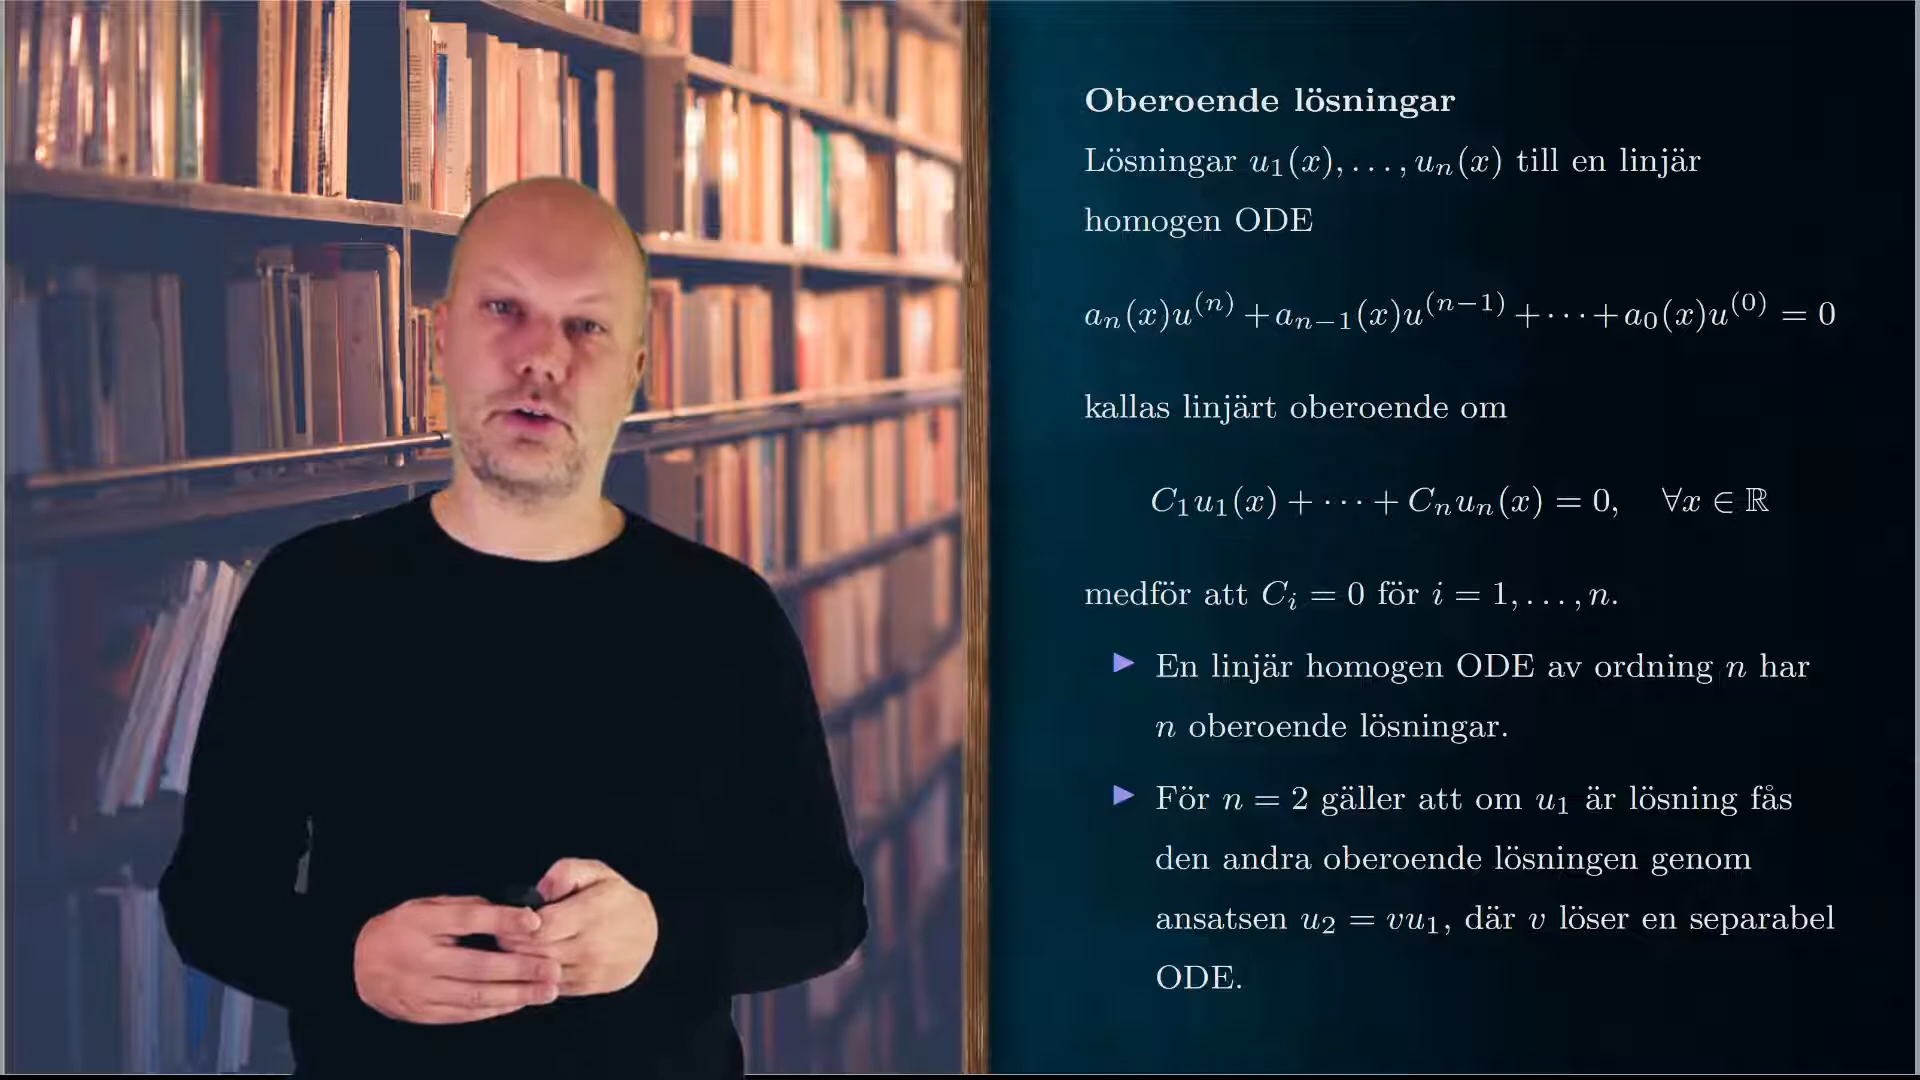 Oberoende lösningar
Lösningar u₁(x), . . . , uₙ(x) till en linjär
homogen ODE
aₙ(x)u⁽ⁿ⁾ + aₙ₋₁(x)u⁽ⁿ⁻¹⁾ + · · · + a₀(x)u⁽⁰⁾ = 0
kallas linjärt oberoende om
C₁u₁(x) + · · · + Cₙuₙ(x) = 0, ∀x ∈ ℝ
medför att Cᵢ = 0 för i = 1, . . . , n.
▶ En linjär homogen ODE av ordning n har
n oberoende lösningar.
▶ För n = 2 gäller att om u₁ är lösning fås
den andra oberoende lösningen genom
ansatsen u₂ = vu₁, där v löser en separabel
ODE.